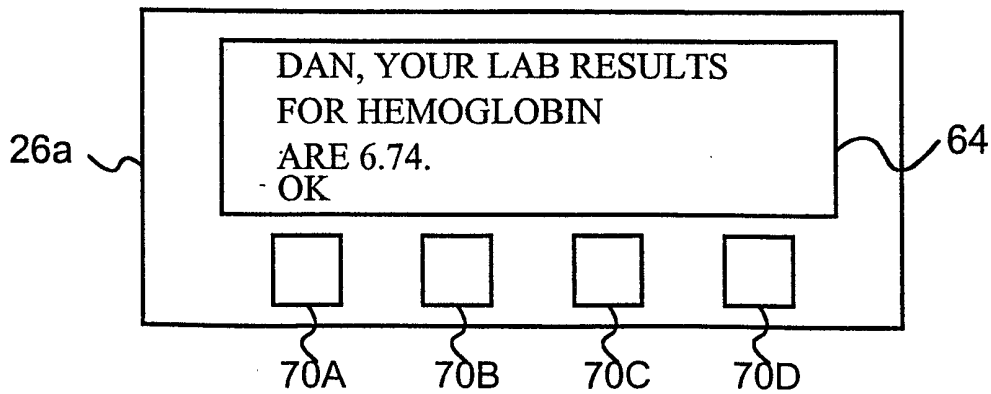 DAN, YOUR LAB RESULTS
FOR HEMOGLOBIN
ARE 6.74.
OK
26a
64
70A 70B 70C 70D